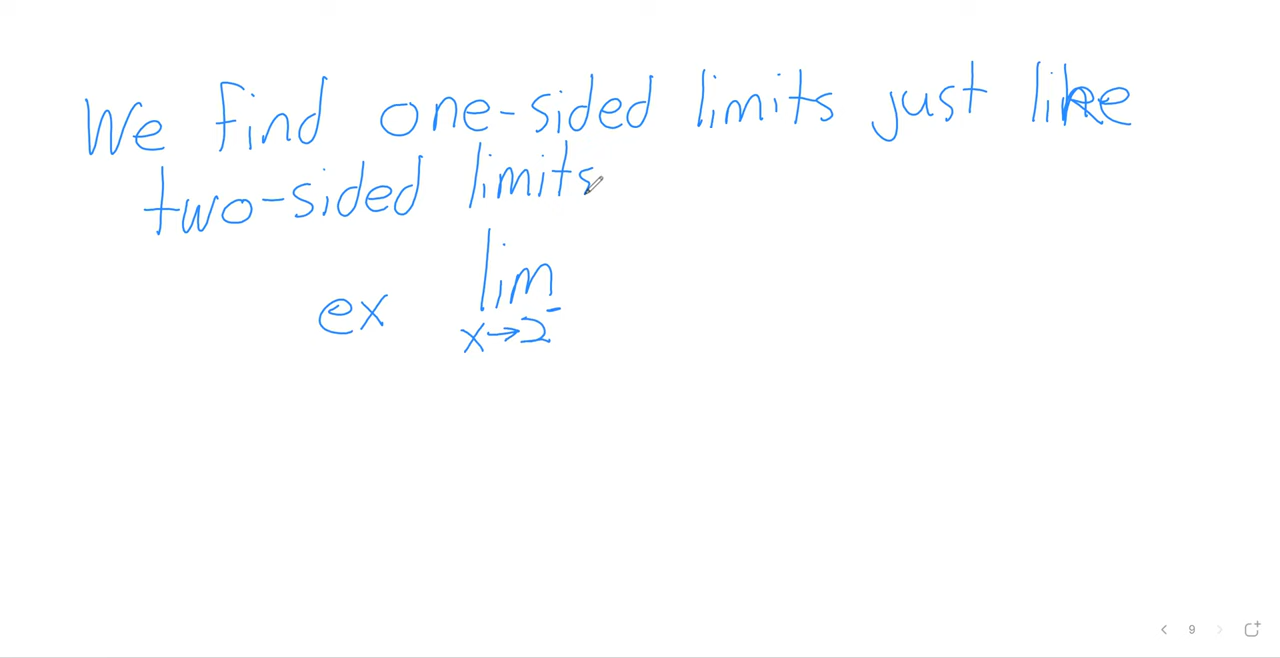 We find one-sided limits just like
two-sided limits
ex lim
x→2⁻
9